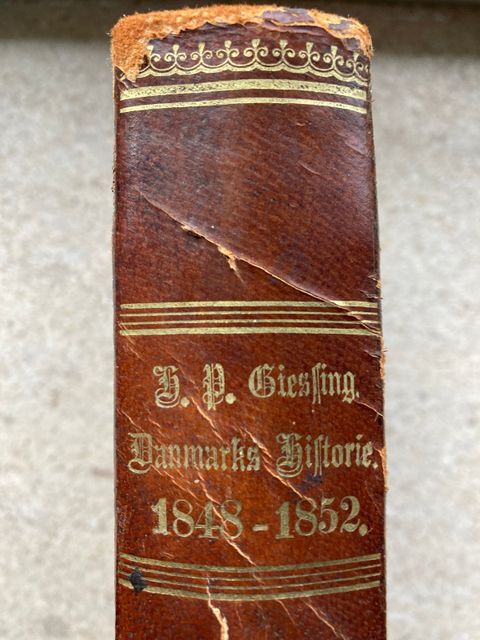 H. P. Giessing.
Danmarks Historie.
1848-1852.